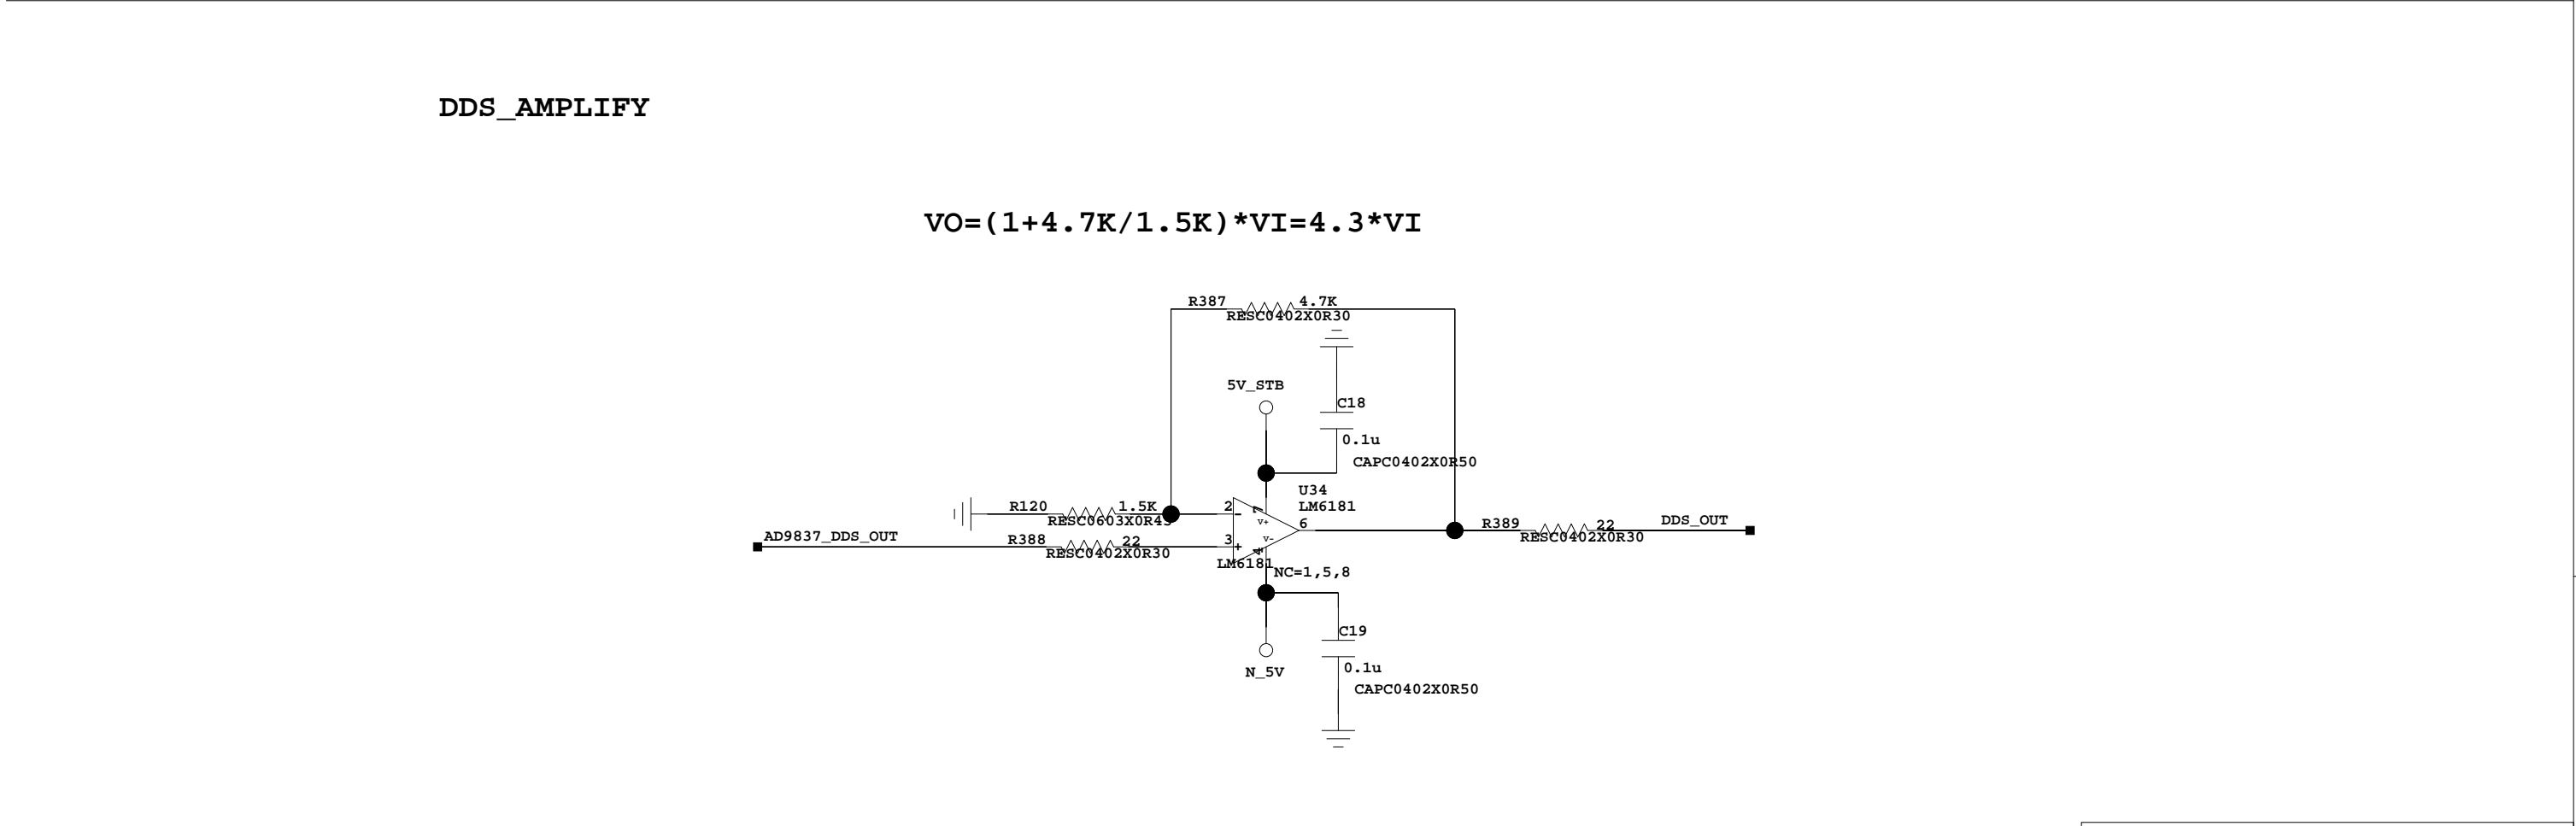 DDS_AMPLIFY
VO=(1+4.7K/1.5K)*VI=4.3*VI
R387
4.7K
RESC0402X0R30
5V_STB
C18
0.1u
CAPC0402X0R50
U34
LM6181
R120
1.5K
RESC0603X0R45
2
-
7
V+
6
R389
22
RESC0402X0R30
DDS_OUT
AD9837_DDS_OUT
R388
22
RESC0402X0R30
3
+
V-
4
LM6181
NC=1,5,8
C19
0.1u
CAPC0402X0R50
N_5V